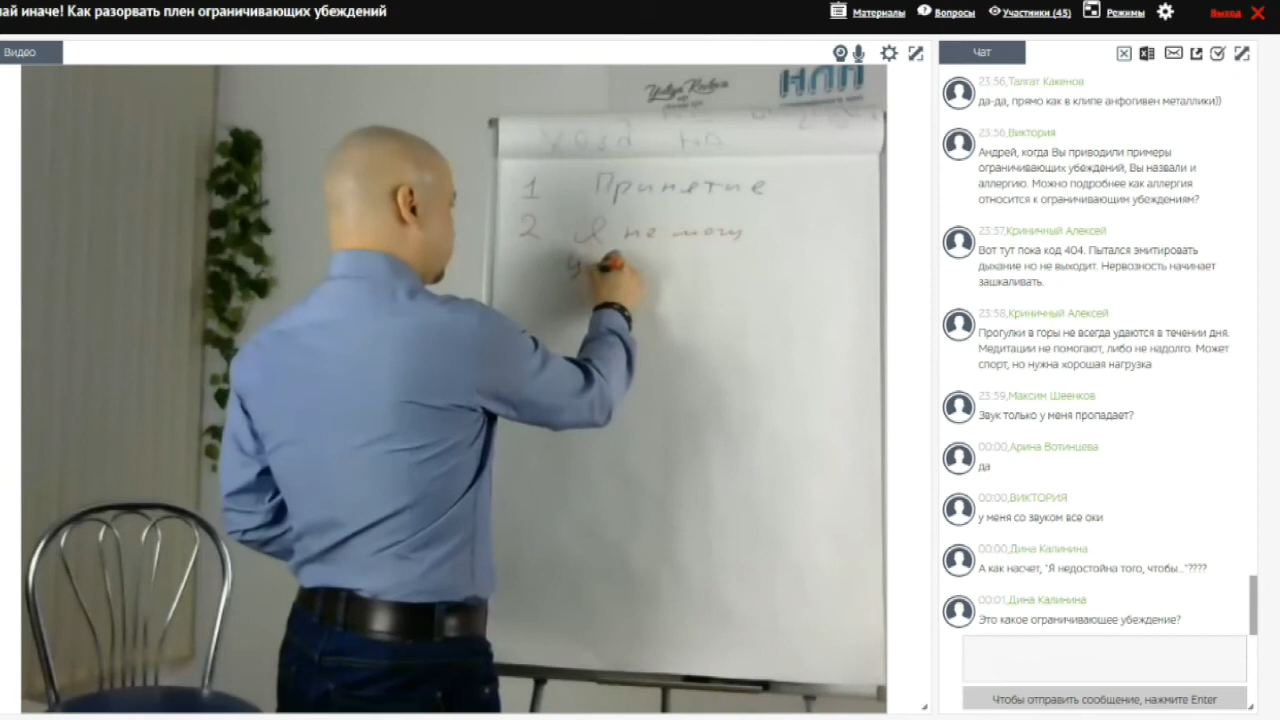 най иначе! Как разорвать плен ограничивающих убеждений
Материалы
Вопросы
Участники (45)
Режимы
Выход
Видео
НЛП
1 Принятие
2 Я не могу
Чат
23:56,Талгат Какенов
да-да, прямо как в клипе анфогивен металлики))
23:56,Виктория
Андрей, когда Вы приводили примеры
ограничивающих убеждений, Вы назвали и
аллергию. Можно подробнее как аллергия
относится к ограничивающим убеждениям?
23:57,Криничный Алексей
Вот тут пока код 404. Пытался эмитировать
дыхание но не выходит. Нервозность начинает
зашкаливать.
23:58,Криничный Алексей
Прогулки в горы не всегда удаются в течении дня.
Медитации не помогают, либо не надолго. Может
спорт, но нужна хорошая нагрузка
23:59,Максим Шеенков
Звук только у меня пропадает?
00:00,Арина Вотинцева
да
00:00,ВИКТОРИЯ
у меня со звуком все оки
00:00,Дина Калинина
А как насчет, "Я недостойна того, чтобы..."????
00:01,Дина Калинина
Это какое ограничивающее убеждение?
Чтобы отправить сообщение, нажмите Enter